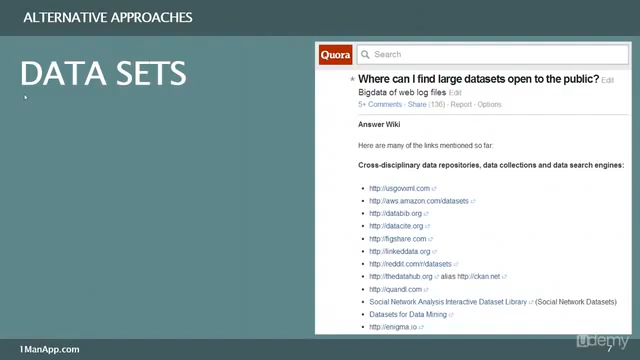 ALTERNATIVE APPROACHES
DATA SETS
Quora
Search
Where can I find large datasets open to the public? Edit
Bigdata of web log files Edit
5+ Comments · Share (136) · Report · Options
Answer Wiki
Here are many of the links mentioned so far:
Cross-disciplinary data repositories, data collections and data search engines:
• http://usgovxml.com
• http://aws.amazon.com/datasets
• http://databib.org
• http://datacite.org
• http://figshare.com
• http://linkeddata.org
• http://reddit.com/r/datasets
• http://thedatahub.org alias http://ckan.net
• http://quandl.com
• Social Network Analysis Interactive Dataset Library (Social Network Datasets)
• Datasets for Data Mining
• http://enigma.io
1ManApp.com
udemy
7